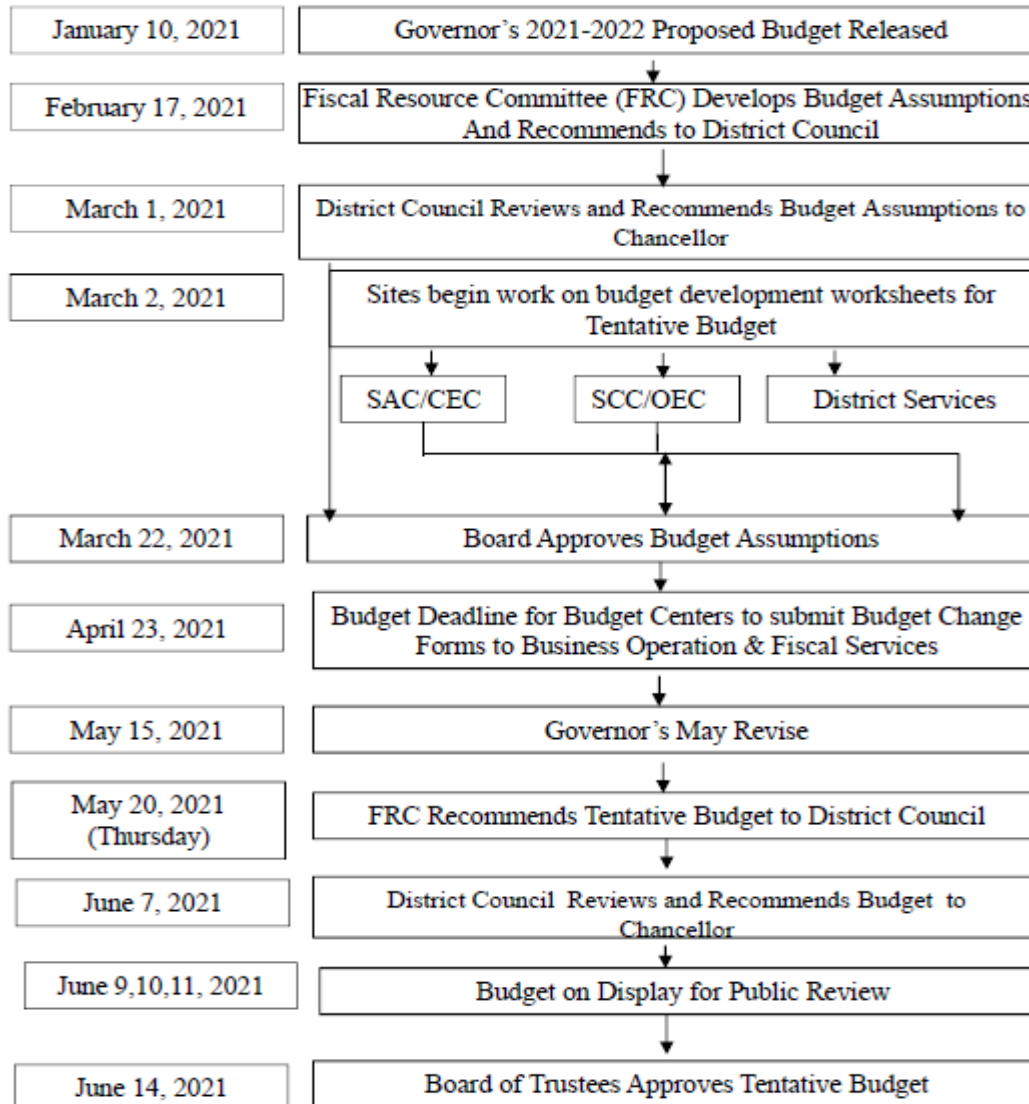 January 10, 2021
Governor’s 2021-2022 Proposed Budget Released
February 17, 2021
Fiscal Resource Committee (FRC) Develops Budget Assumptions
And Recommends to District Council
March 1, 2021
District Council Reviews and Recommends Budget Assumptions to
Chancellor
March 2, 2021
Sites begin work on budget development worksheets for
Tentative Budget
SAC/CEC
SCC/OEC
District Services
March 22, 2021
Board Approves Budget Assumptions
April 23, 2021
Budget Deadline for Budget Centers to submit Budget Change
Forms to Business Operation & Fiscal Services
May 15, 2021
Governor’s May Revise
May 20, 2021
(Thursday)
FRC Recommends Tentative Budget to District Council
June 7, 2021
District Council Reviews and Recommends Budget to
Chancellor
June 9,10,11, 2021
Budget on Display for Public Review
June 14, 2021
Board of Trustees Approves Tentative Budget